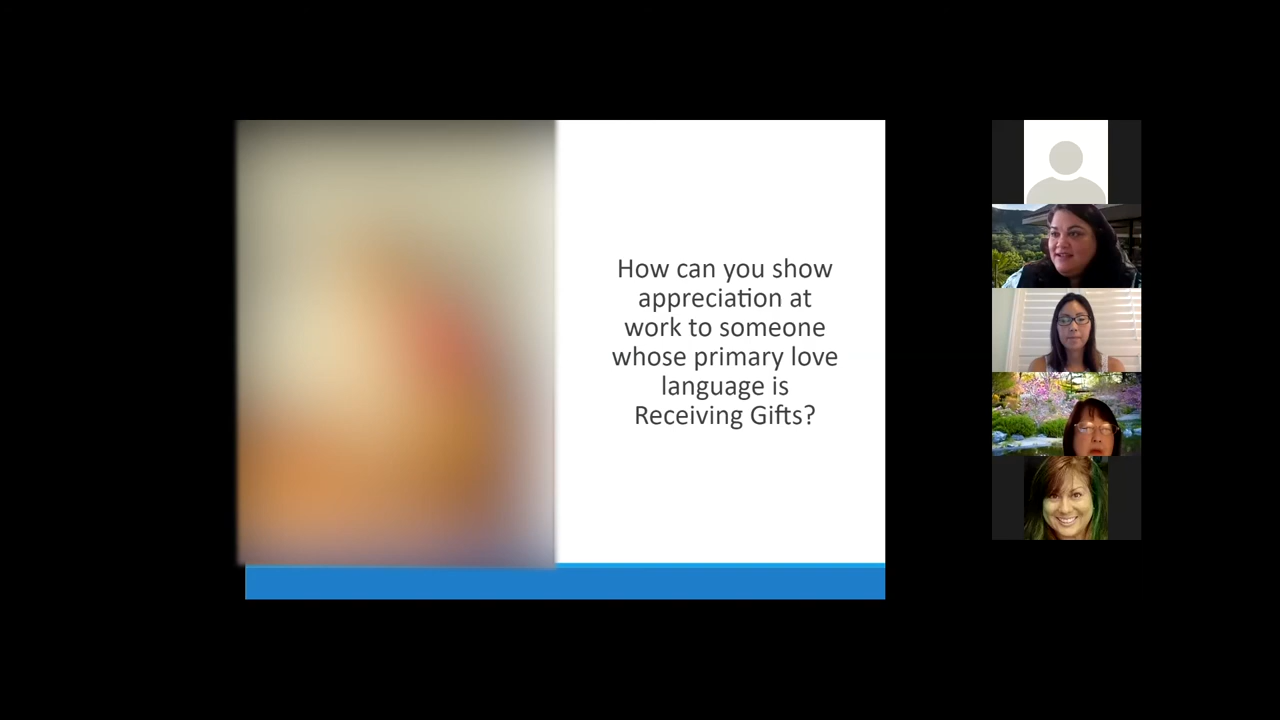 How can you show
appreciation at
work to someone
whose primary love
language is
Receiving Gifts?